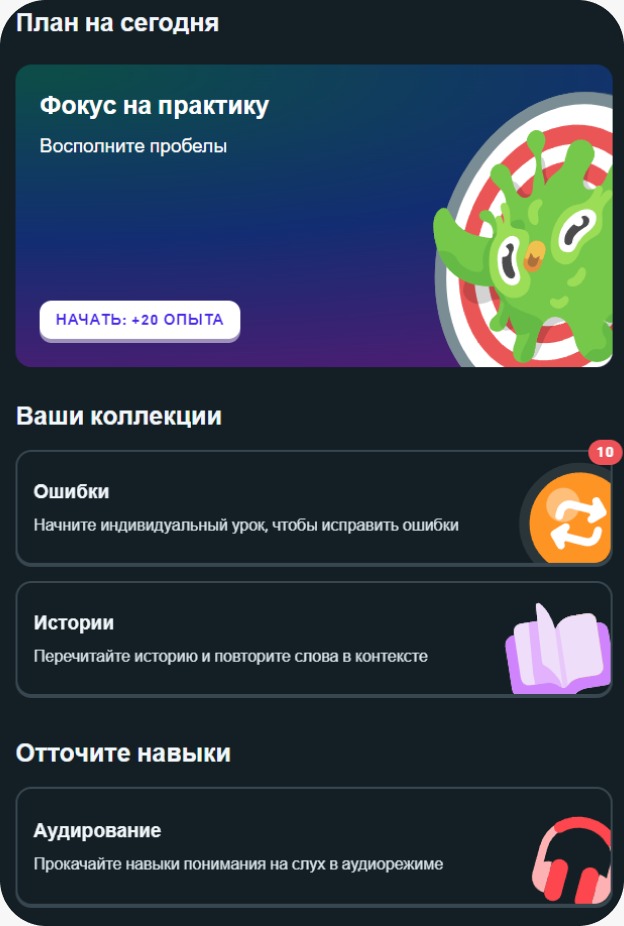 План на сегодня
Фокус на практику
Восполните пробелы
НАЧАТЬ: +20 ОПЫТА
Ваши коллекции
10
Ошибки
Начните индивидуальный урок, чтобы исправить ошибки
Истории
Перечитайте историю и повторите слова в контексте
Отточите навыки
Аудирование
Прокачайте навыки понимания на слух в аудиорежиме